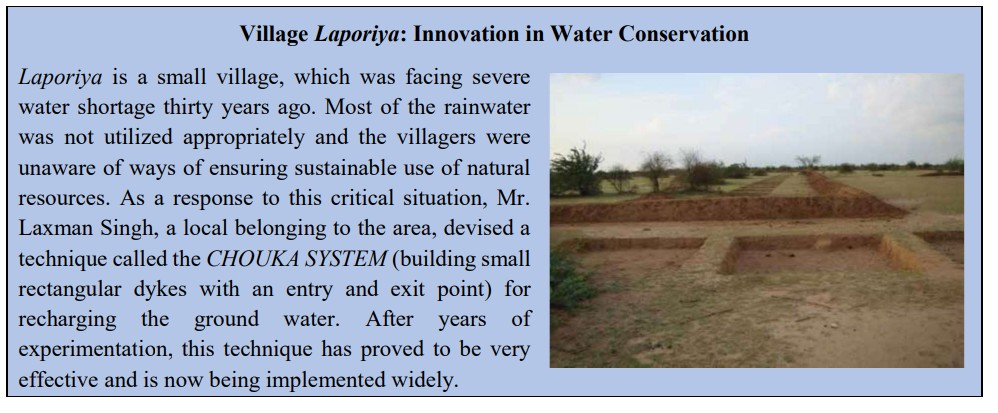 Village Laporiya: Innovation in Water Conservation
Laporiya is a small village, which was facing severe
water shortage thirty years ago. Most of the rainwater
was not utilized appropriately and the villagers were
unaware of ways of ensuring sustainable use of natural
resources. As a response to this critical situation, Mr.
Laxman Singh, a local belonging to the area, devised a
technique called the CHOUKA SYSTEM (building small
rectangular dykes with an entry and exit point) for
recharging the ground water. After years of
experimentation, this technique has proved to be very
effective and is now being implemented widely.